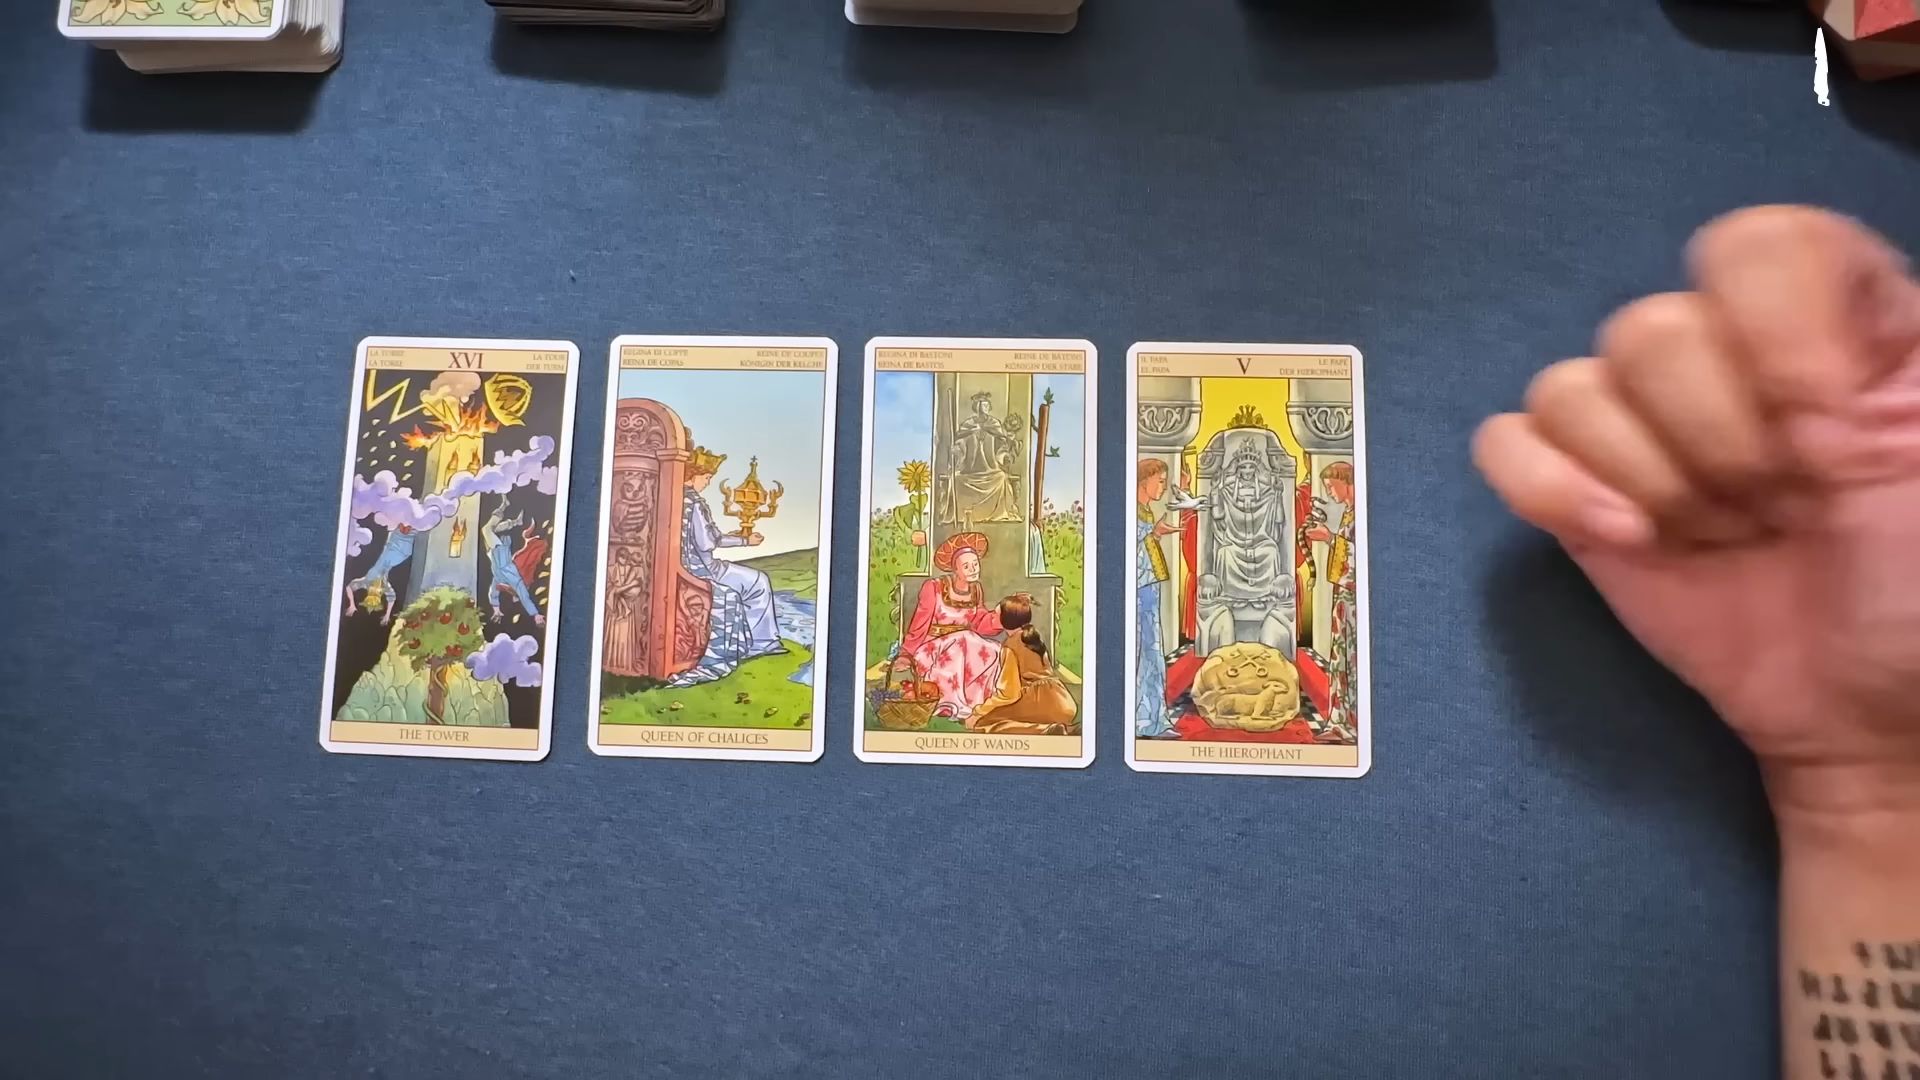 LA TORRE
LA TORRE
XVI
LA TOUR
DER TURM
THE TOWER
REGINA DI COPPE
REINA DE COPAS
REINE DE COUPES
KÖNIGIN DER KELCHE
QUEEN OF CHALICES
REGINA DI BASTONI
REINA DE BASTOS
REINE DE BATONS
KÖNIGIN DER STÄBE
QUEEN OF WANDS
IL PAPA
EL PAPA
V
LE PAPE
DER HIEROPHANT
THE HIEROPHANT